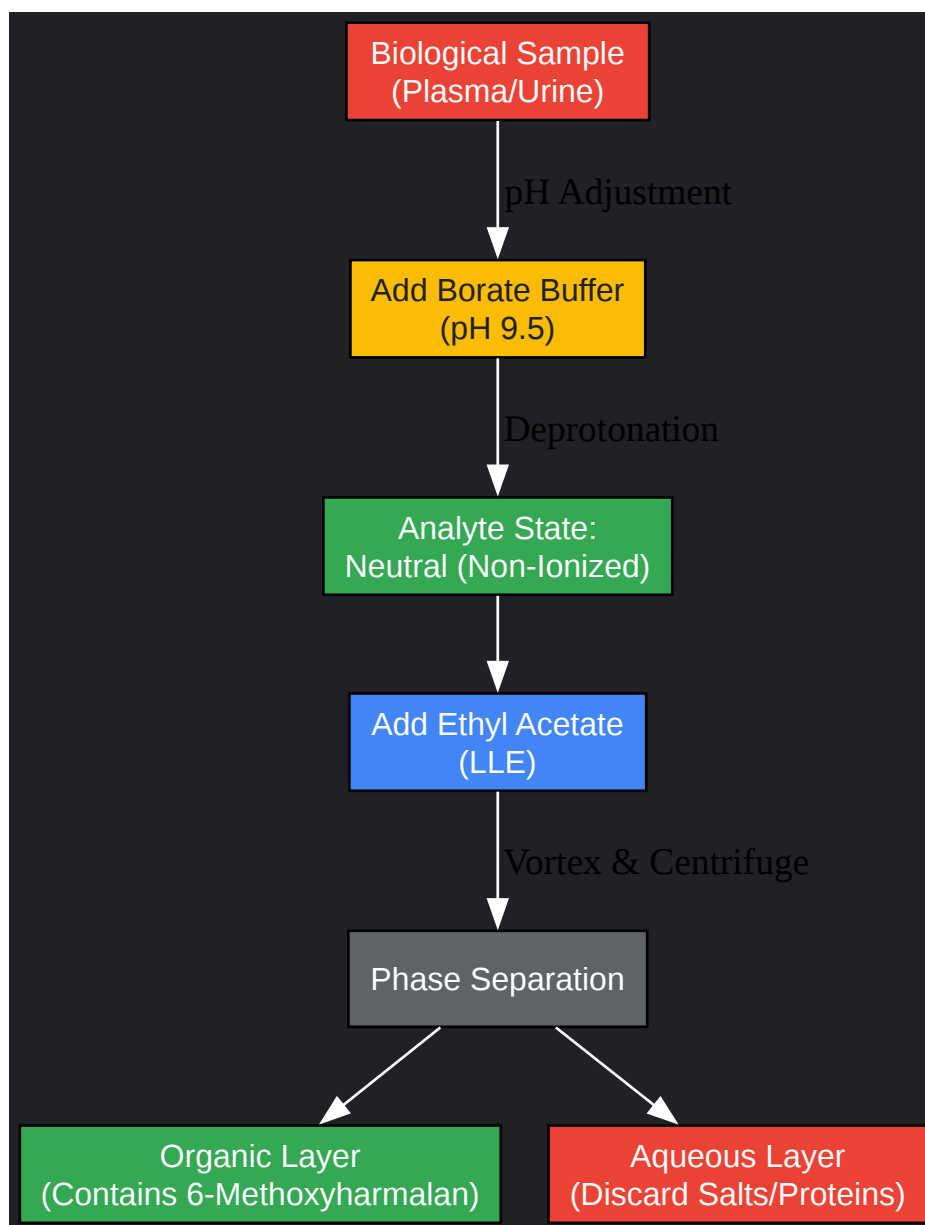 Biological Sample
(Plasma/Urine)
pH Adjustment
Add Borate Buffer
(pH 9.5)
Deprotonation
Analyte State:
Neutral (Non-Ionized)
Add Ethyl Acetate
(LLE)
Vortex & Centrifuge
Phase Separation
Organic Layer
(Contains 6-Methoxyharmalan)
Aqueous Layer
(Discard Salts/Proteins)